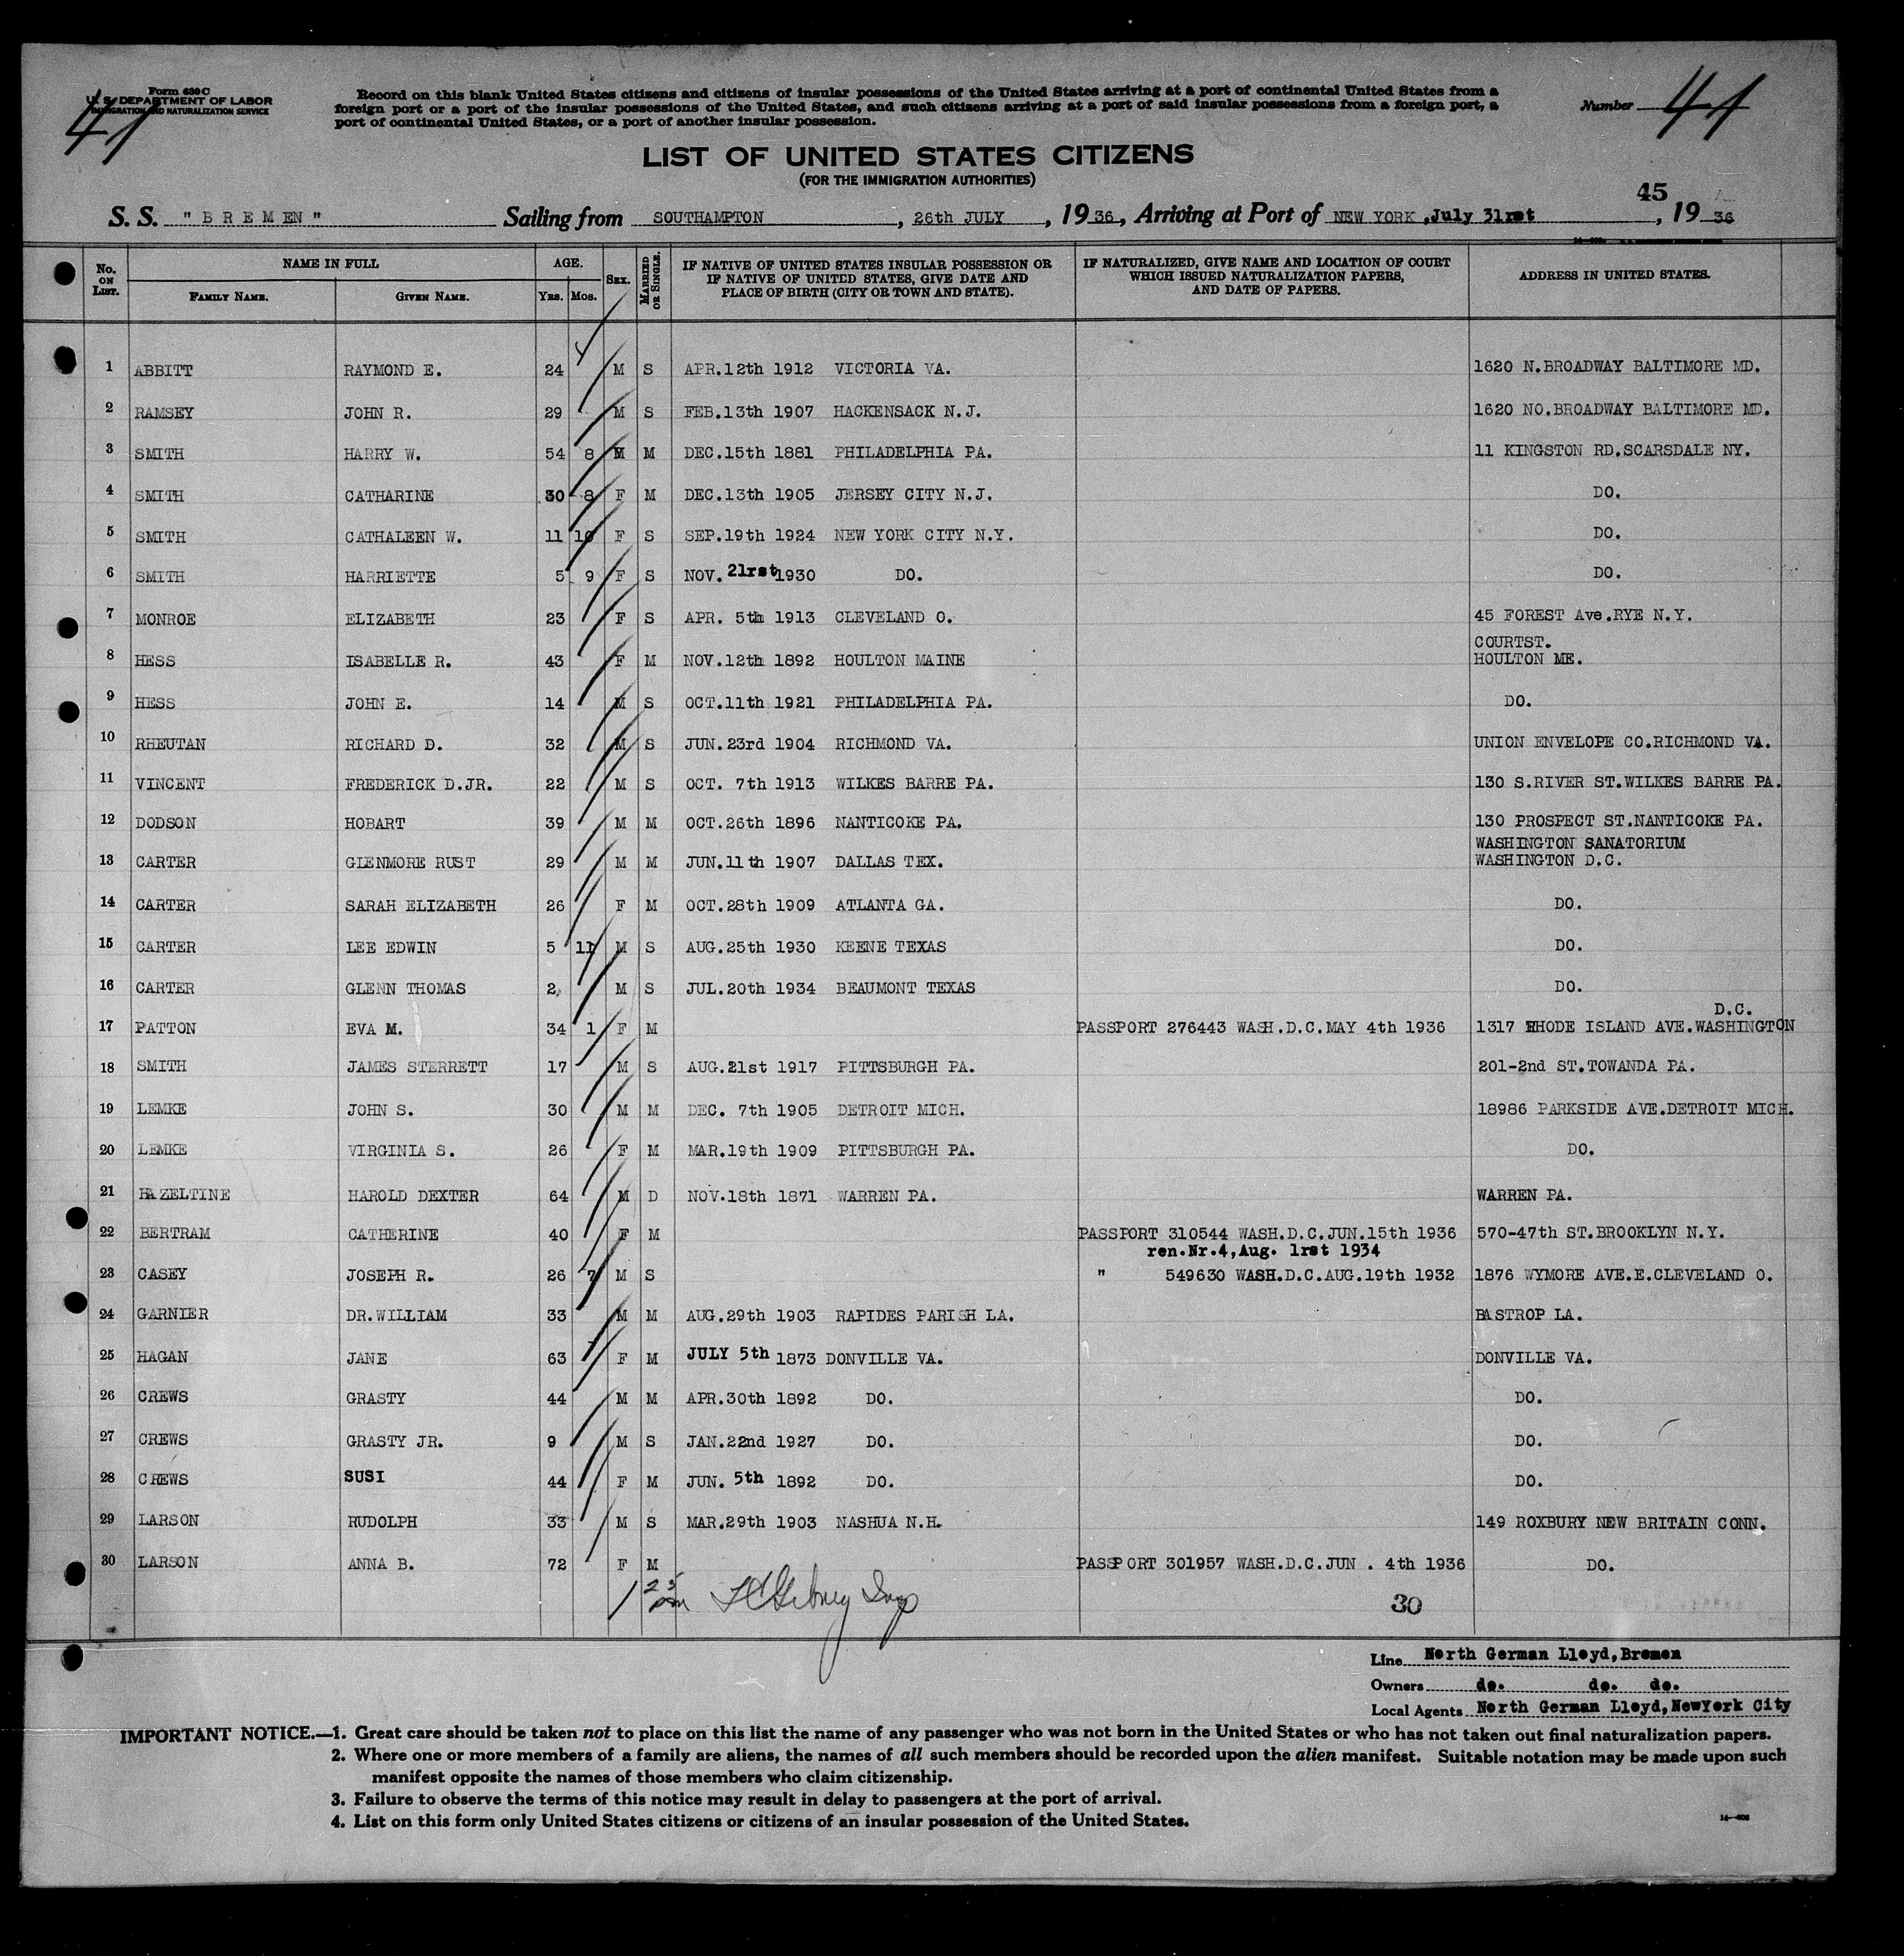 Form 630 C
U. S. DEPARTMENT OF LABOR
IMMIGRATION AND NATURALIZATION SERVICE
41
Record on this blank United States citizens and citizens of insular possessions of the United States arriving at a port of continental United States from a
foreign port or a port of the insular possessions of the United States, and such citizens arriving at a port of said insular possessions from a foreign port, a
port of continental United States, or a port of another insular possession.
Number 41
LIST OF UNITED STATES CITIZENS
(FOR THE IMMIGRATION AUTHORITIES)
45
S. S. "BREMEN" Sailing from SOUTHAMPTON, 26th JULY, 1936, Arriving at Port of NEW YORK, July 31rst, 1936
No. ON LIST. NAME IN FULL FAMILY NAME. GIVEN NAME. AGE. YRS. MOS. SEX. MARRIED OR SINGLE. IF NATIVE OF UNITED STATES INSULAR POSSESSION OR IF NATIVE OF UNITED STATES, GIVE DATE AND PLACE OF BIRTH (CITY OR TOWN AND STATE). IF NATURALIZED, GIVE NAME AND LOCATION OF COURT WHICH ISSUED NATURALIZATION PAPERS, AND DATE OF PAPERS. ADDRESS IN UNITED STATES.
1 ABBITT RAYMOND E. 24 M S APR.12th 1912 VICTORIA VA. 1620 N.BROADWAY BALTIMORE MD.
2 RAMSEY JOHN R. 29 M S FEB.13th 1907 HACKENSACK N.J. 1620 NO.BROADWAY BALTIMORE MD.
3 SMITH HARRY W. 54 8 M M DEC.15th 1881 PHILADELPHIA PA. 11 KINGSTON RD.SCARSDALE NY.
4 SMITH CATHARINE 30 8 F M DEC.13th 1905 JERSEY CITY N.J. DO.
5 SMITH CATHALEEN W. 11 10 F S SEP.19th 1924 NEW YORK CITY N.Y. DO.
6 SMITH HARRIETTE 5 9 F S NOV. 21rst 1930 DO. DO.
7 MONROE ELIZABETH 23 F S APR. 5th 1913 CLEVELAND O. 45 FOREST Ave.RYE N.Y.
8 HESS ISABELLE R. 43 F M NOV.12th 1892 HOULTON MAINE COURTST. HOULTON ME.
9 HESS JOHN E. 14 M S OCT.11th 1921 PHILADELPHIA PA. DO.
10 RHEUTAN RICHARD D. 32 M S JUN.23rd 1904 RICHMOND VA. UNION ENVELOPE CO.RICHMOND VA.
11 VINCENT FREDERICK D.JR. 22 M S OCT. 7th 1913 WILKES BARRE PA. 130 S.RIVER ST.WILKES BARRE PA.
12 DODSON HOBART 39 M M OCT.26th 1896 NANTICOKE PA. 130 PROSPECT ST.NANTICOKE PA.
13 CARTER GLENMORE RUST 29 M M JUN.11th 1907 DALLAS TEX. WASHINGTON SANATORIUM WASHINGTON D.C.
14 CARTER SARAH ELIZABETH 26 F M OCT.28th 1909 ATLANTA GA. DO.
15 CARTER LEE EDWIN 5 11 M S AUG.25th 1930 KEENE TEXAS DO.
16 CARTER GLENN THOMAS 2 M S JUL.20th 1934 BEAUMONT TEXAS DO.
17 PATTON EVA M. 34 1 F M PASSPORT 276443 WASH.D.C.MAY 4th 1936 1317 RHODE ISLAND AVE.WASHINGTON D.C.
18 SMITH JAMES STERRETT 17 M S AUG.21st 1917 PITTSBURGH PA. 201-2nd ST.TOWANDA PA.
19 LEMKE JOHN S. 30 M M DEC. 7th 1905 DETROIT MICH. 18986 PARKSIDE AVE.DETROIT MICH.
20 LEMKE VIRGINIA S. 26 F M MAR.19th 1909 PITTSBURGH PA. DO.
21 HAZELTINE HAROLD DEXTER 64 M D NOV.18th 1871 WARREN PA. WARREN PA.
22 BERTRAM CATHERINE 40 F M PASSPORT 310544 WASH.D.C.JUN.15th 1936 570-47th ST.BROOKLYN N.Y.
ren.Nr.4,Aug. 1rst 1934
23 CASEY JOSEPH R. 26 7 M S " 549630 WASH.D.C.AUG.19th 1932 1876 WYMORE AVE.E.CLEVELAND O.
24 GARNIER DR.WILLIAM 33 M M AUG.29th 1903 RAPIDES PARISH LA. BASTROP LA.
25 HAGAN JANE 63 F M JULY 5th 1873 DONVILLE VA. DONVILLE VA.
26 CREWS GRASTY 44 M M APR.30th 1892 DO. DO.
27 CREWS GRASTY JR. 9 M S JAN.22nd 1927 DO. DO.
28 CREWS SUSI 44 F M JUN. 5th 1892 DO. DO.
29 LARSON RUDOLPH 33 M S MAR.29th 1903 NASHUA N.H. 149 ROXBURY NEW BRITAIN CONN.
30 LARSON ANNA B. 72 F M PASSPORT 301957 WASH.D.C.JUN . 4th 1936 DO.
30
Line North German Lloyd,Bremen
Owners do. do. do.
Local Agents North German Lloyd,NewYork City
IMPORTANT NOTICE.—1. Great care should be taken not to place on this list the name of any passenger who was not born in the United States or who has not taken out final naturalization papers.
2. Where one or more members of a family are aliens, the names of all such members should be recorded upon the alien manifest. Suitable notation may be made upon such
manifest opposite the names of those members who claim citizenship.
3. Failure to observe the terms of this notice may result in delay to passengers at the port of arrival.
4. List on this form only United States citizens or citizens of an insular possession of the United States.